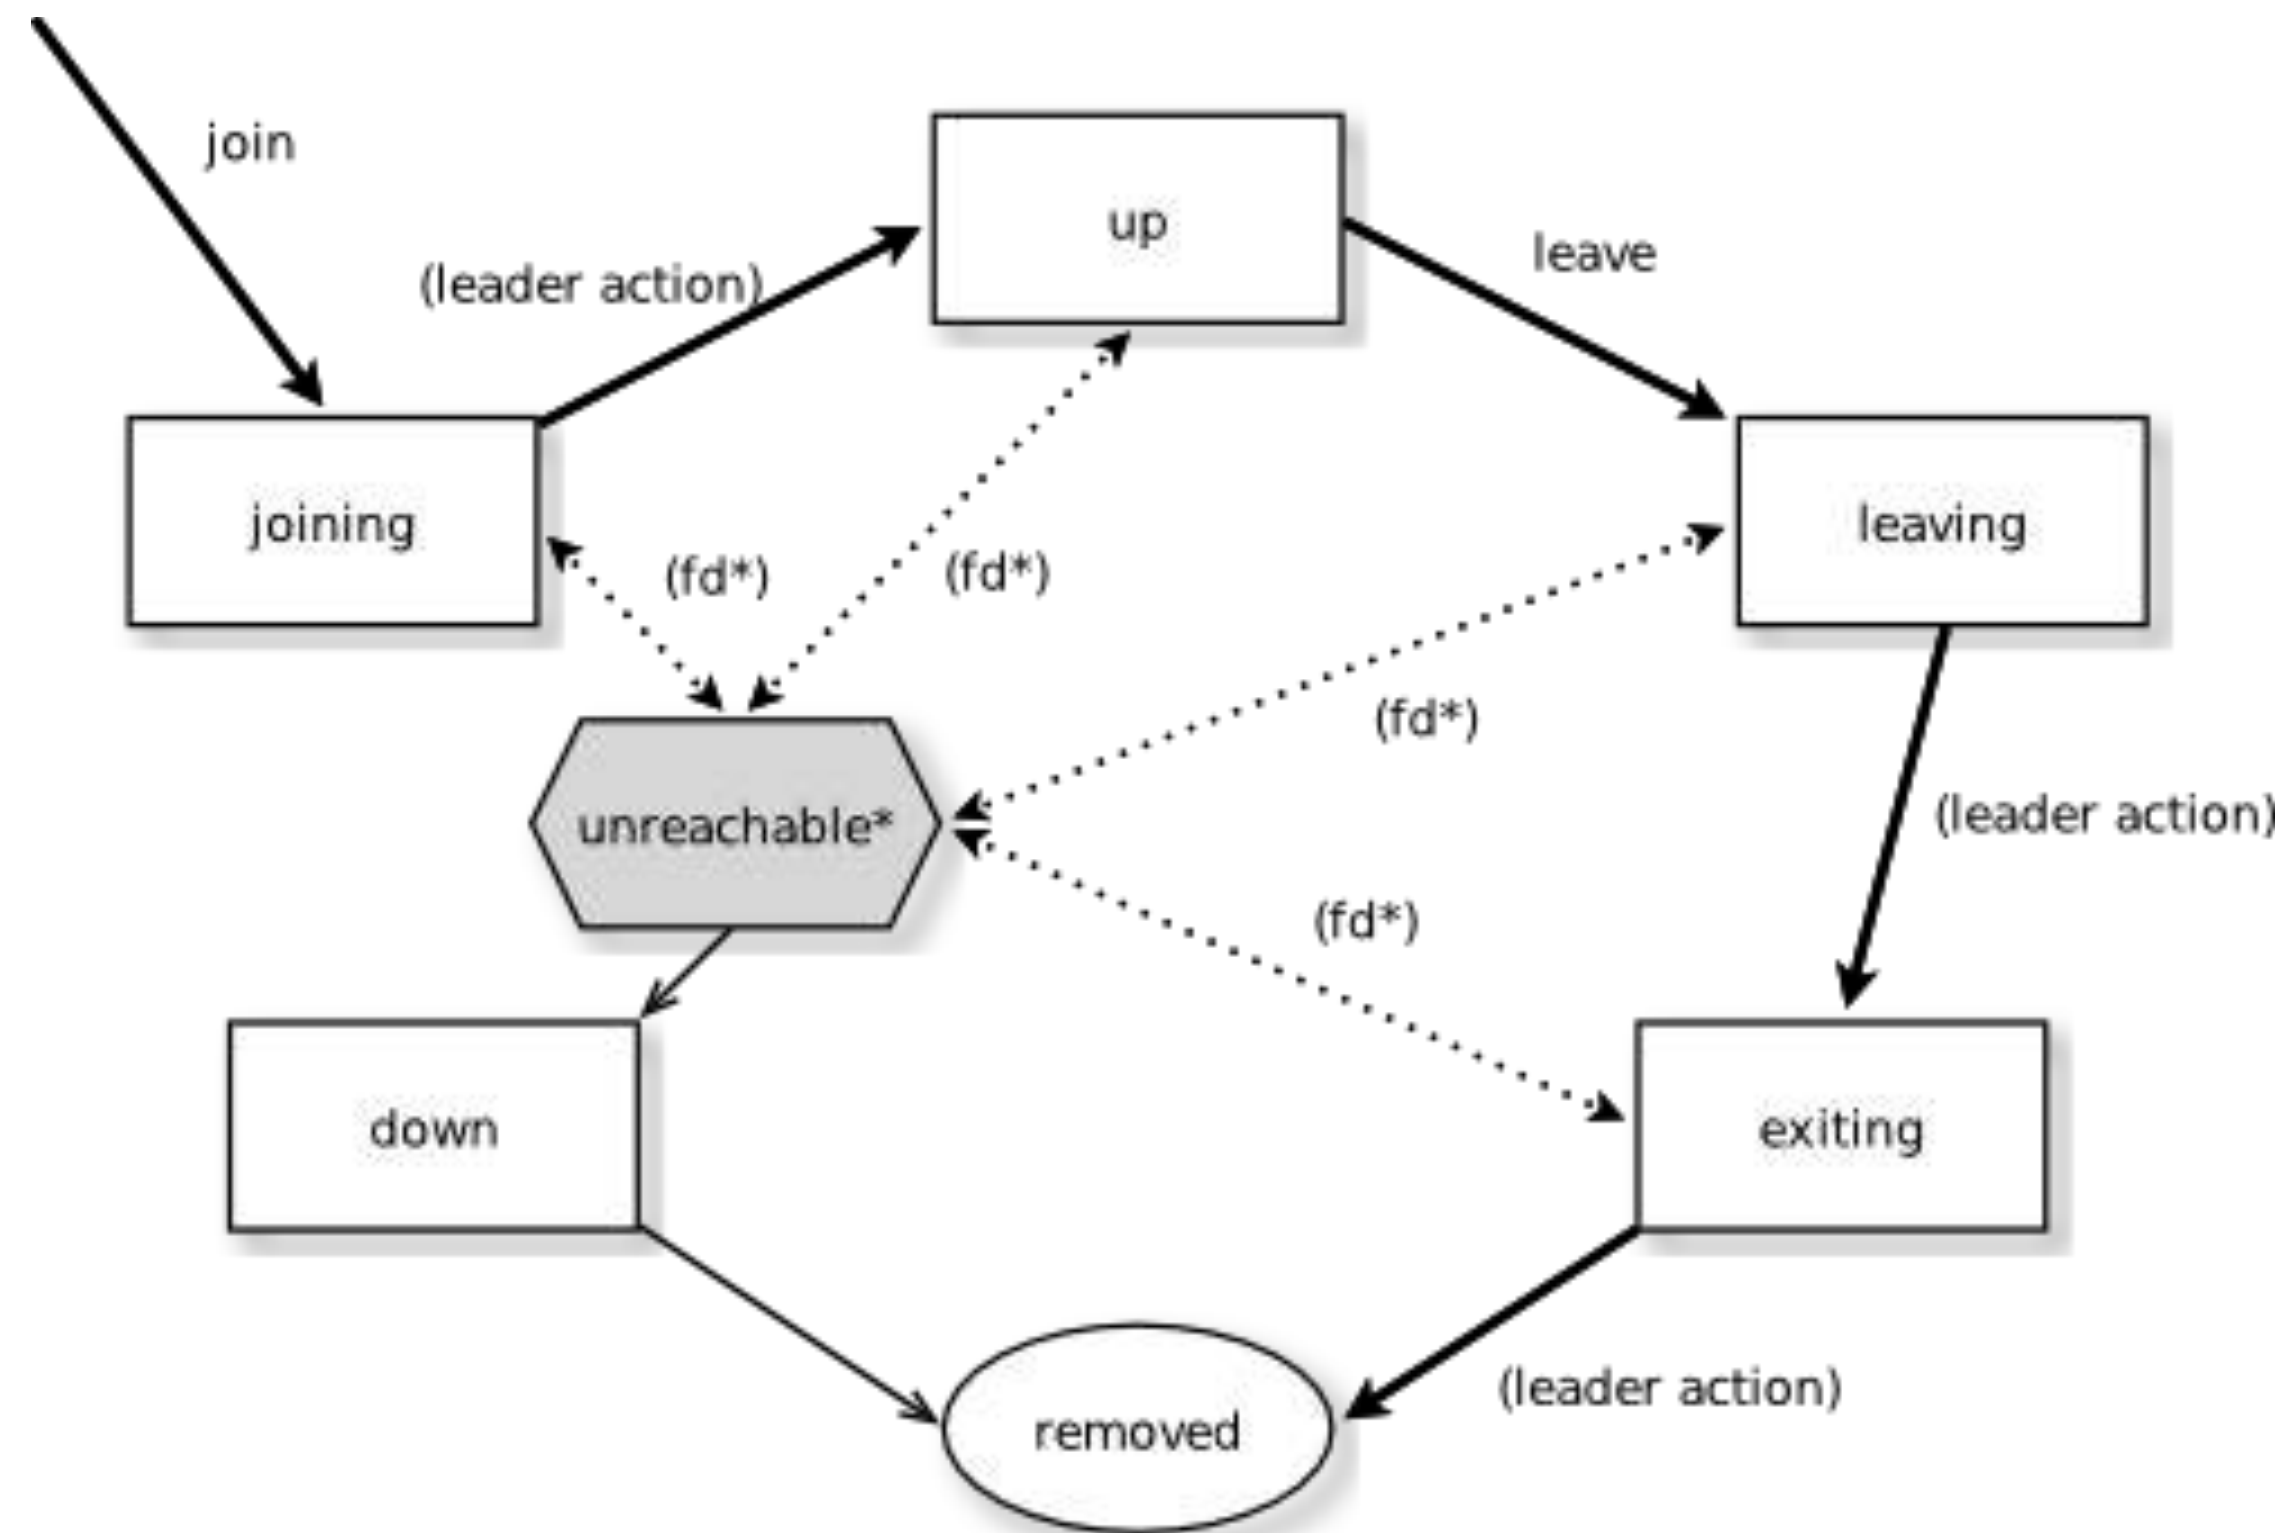 join
up
leave
(leader action)
joining
leaving
(fd*)
(fd*)
(fd*)
unreachable*
(leader action)
(fd*)
down
exiting
(leader action)
removed